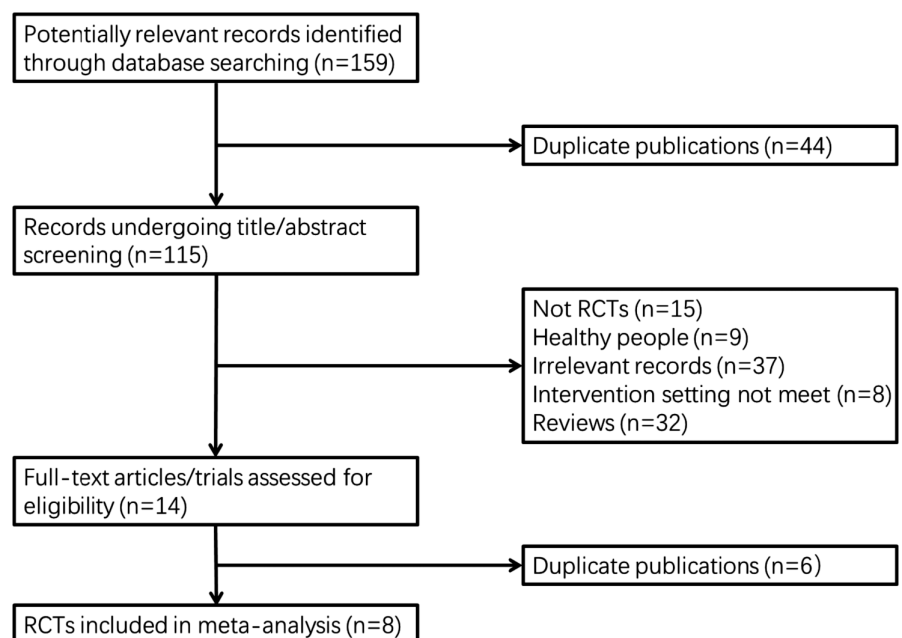 Potentially relevant records identified
through database searching (n=159)
Duplicate publications (n=44)
Records undergoing title/abstract
screening (n=115)
Not RCTs (n=15)
Healthy people (n=9)
Irrelevant records (n=37)
Intervention setting not meet (n=8)
Reviews (n=32)
Full-text articles/trials assessed for
eligibility (n=14)
Duplicate publications (n=6)
RCTs included in meta-analysis (n=8)